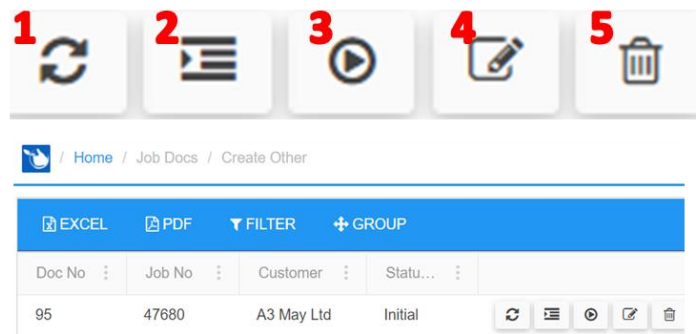 1 2 3 4 5
/ Home / Job Docs / Create Other
EXCEL PDF FILTER GROUP
Doc No Job No Customer Statu...
95 47680 A3 May Ltd Initial